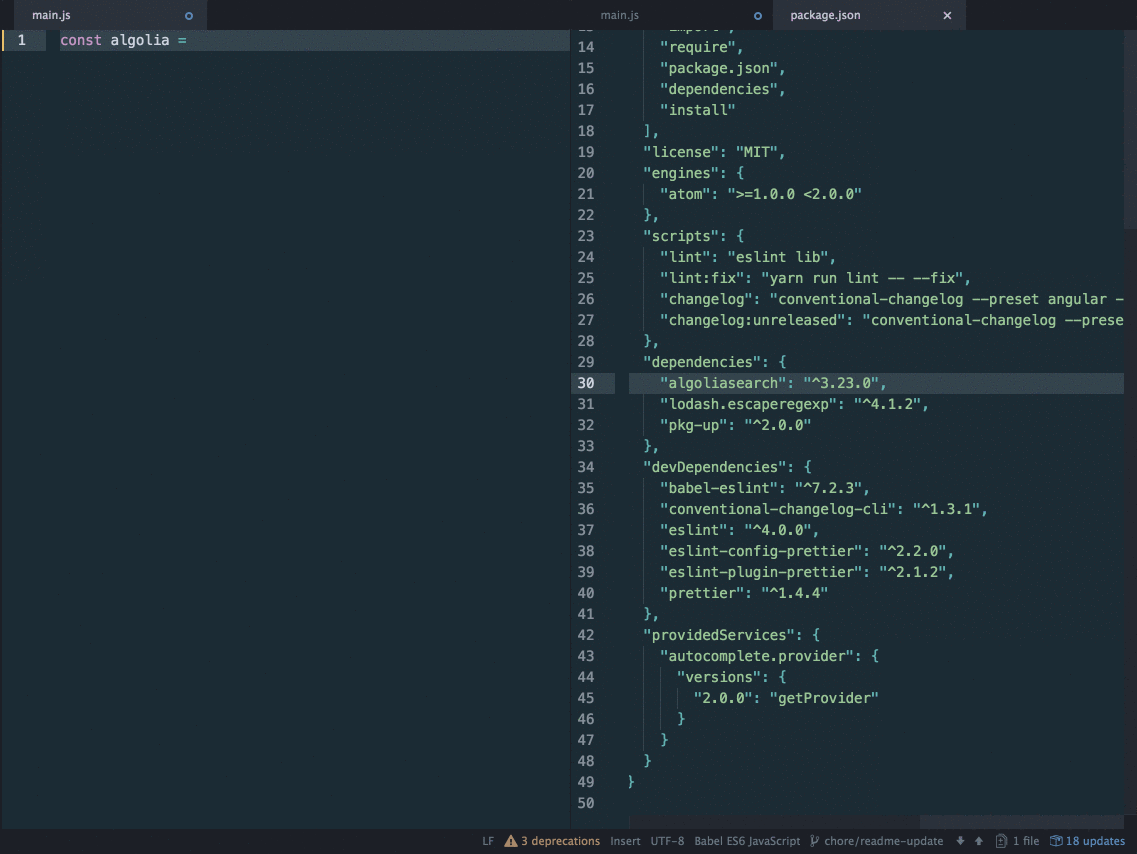 main.js
1 const algolia =
main.js
package.json
14 "require",
15 "package.json",
16 "dependencies",
17 "install"
18 ],
19 "license": "MIT",
20 "engines": {
21 "atom": ">=1.0.0 <2.0.0"
22 },
23 "scripts": {
24 "lint": "eslint lib",
25 "lint:fix": "yarn run lint -- --fix",
26 "changelog": "conventional-changelog --preset angular -
27 "changelog:unreleased": "conventional-changelog --prese
28 },
29 "dependencies": {
30 "algoliasearch": "^3.23.0",
31 "lodash.escaperegexp": "^4.1.2",
32 "pkg-up": "^2.0.0"
33 },
34 "devDependencies": {
35 "babel-eslint": "^7.2.3",
36 "conventional-changelog-cli": "^1.3.1",
37 "eslint": "^4.0.0",
38 "eslint-config-prettier": "^2.2.0",
39 "eslint-plugin-prettier": "^2.1.2",
40 "prettier": "^1.4.4"
41 },
42 "providedServices": {
43 "autocomplete.provider": {
44 "versions": {
45 "2.0.0": "getProvider"
46 }
47 }
48 }
49 }
50
LF 3 deprecations Insert UTF-8 Babel ES6 JavaScript chore/readme-update 1 file 18 updates